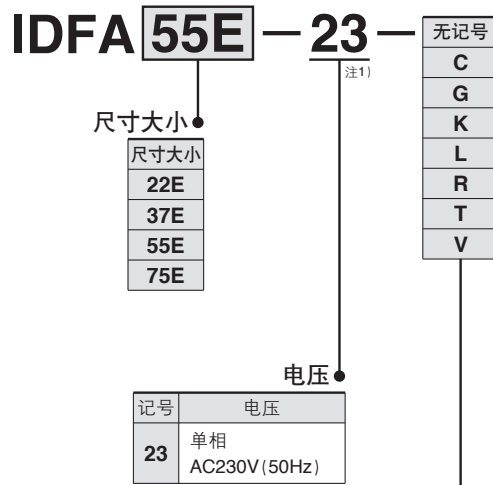 IDFA 55E — 23 —
注1)
无记号
C
G
K
L
R
T
V
尺寸大小
尺寸大小
22E
37E
55E
75E
电压
记号 电压
23 单相
AC230V(50Hz)